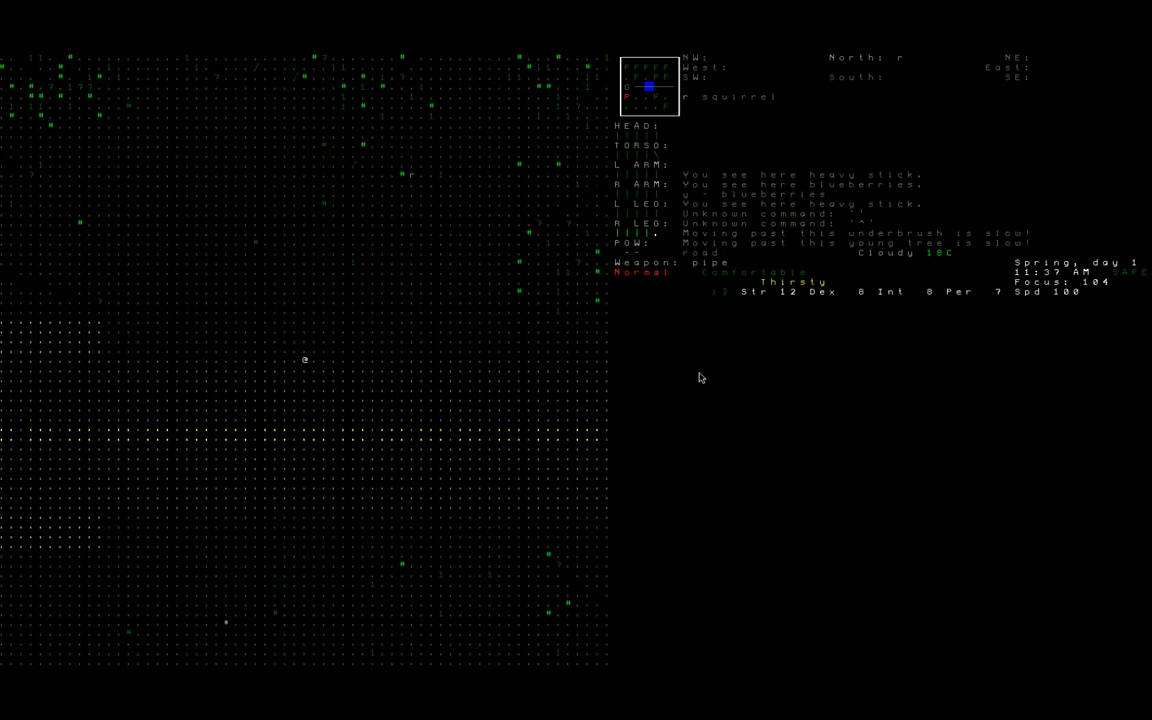 NW: North: r NE:
West: East:
SW: South: SE:
r squirrel
HEAD:
TORSO:
L ARM:
You see here heavy stick.
R ARM: You see here blueberries.
y - blueberries
L LEG: You see here heavy stick.
Unknown command: ' '
R LEG: Unknown command: '^'
Moving past this underbrush is slow!
POW: Moving past this young tree is slow!
-- road Cloudy 18C
Weapon: pipe Spring, day 1
Normal Comfortable 11:37 AM SAFE
Thirsty Focus: 104
:) Str 12 Dex 8 Int 8 Per 7 Spd 100